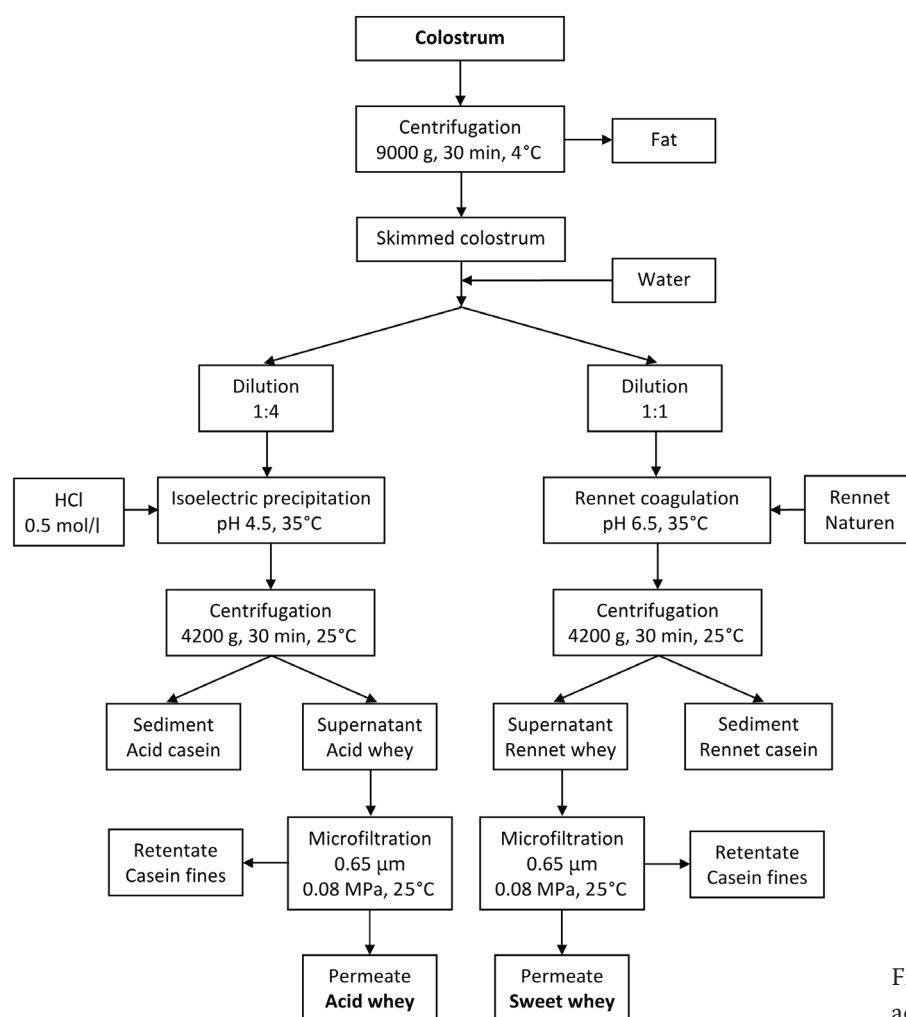 Colostrum
Centrifugation
9000 g, 30 min, 4°C
Fat
Skimmed colostrum
Water
Dilution
1:4
Dilution
1:1
HCl
0.5 mol/l
Isoelectric precipitation
pH 4.5, 35°C
Rennet coagulation
pH 6.5, 35°C
Rennet
Naturen
Centrifugation
4200 g, 30 min, 25°C
Centrifugation
4200 g, 30 min, 25°C
Sediment
Acid casein
Supernatant
Acid whey
Supernatant
Rennet whey
Sediment
Rennet casein
Retentate
Casein fines
Microfiltration
0.65 µm
0.08 MPa, 25°C
Microfiltration
0.65 µm
0.08 MPa, 25°C
Retentate
Casein fines
Permeate
Acid whey
Permeate
Sweet whey